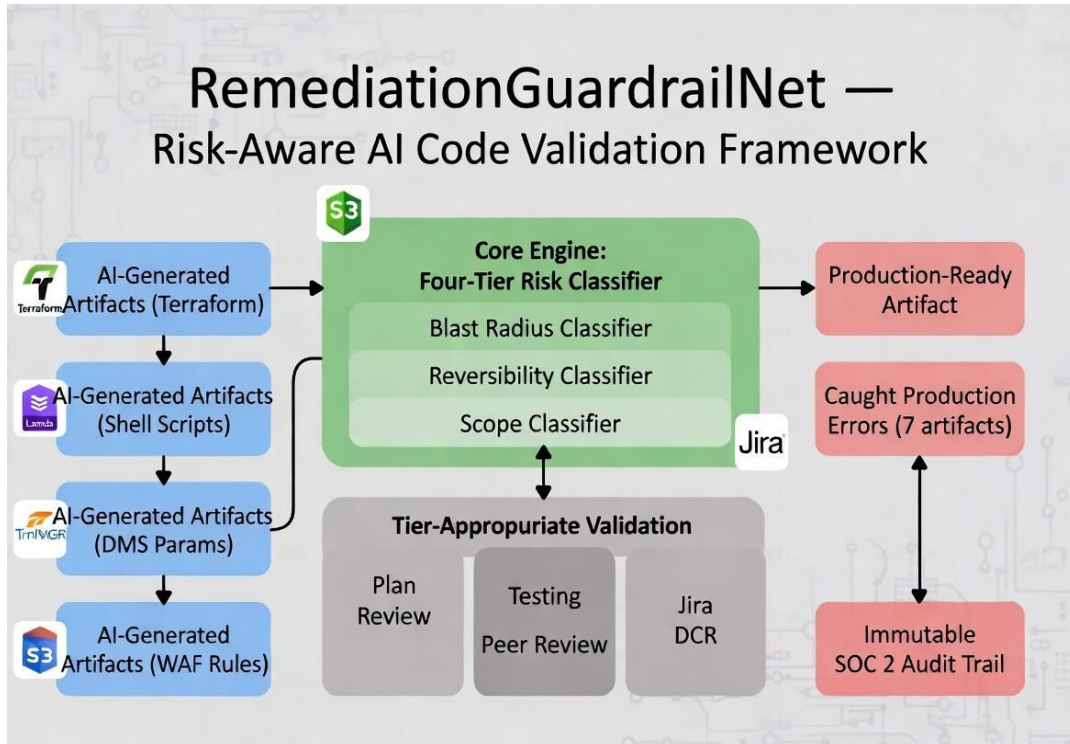 RemediationGuardrailNet —
Risk-Aware AI Code Validation Framework
S3
Terraform
AI-Generated
Artifacts (Terraform)
Lamda
AI-Generated Artifacts
(Shell Scripts)
AI-Generated Artifacts
(DMS Params)
S3
AI-Generated
Artifacts (WAF Rules)
Core Engine:
Four-Tier Risk Classifier
Blast Radius Classifier
Reversibility Classifier
Scope Classifier
Jira
Tier-Appropuriate Validation
Plan
Review
Testing
Peer Review
Jira
DCR
Production-Ready
Artifact
Caught Production
Errors (7 artifacts)
Immutable
SOC 2 Audit Trail